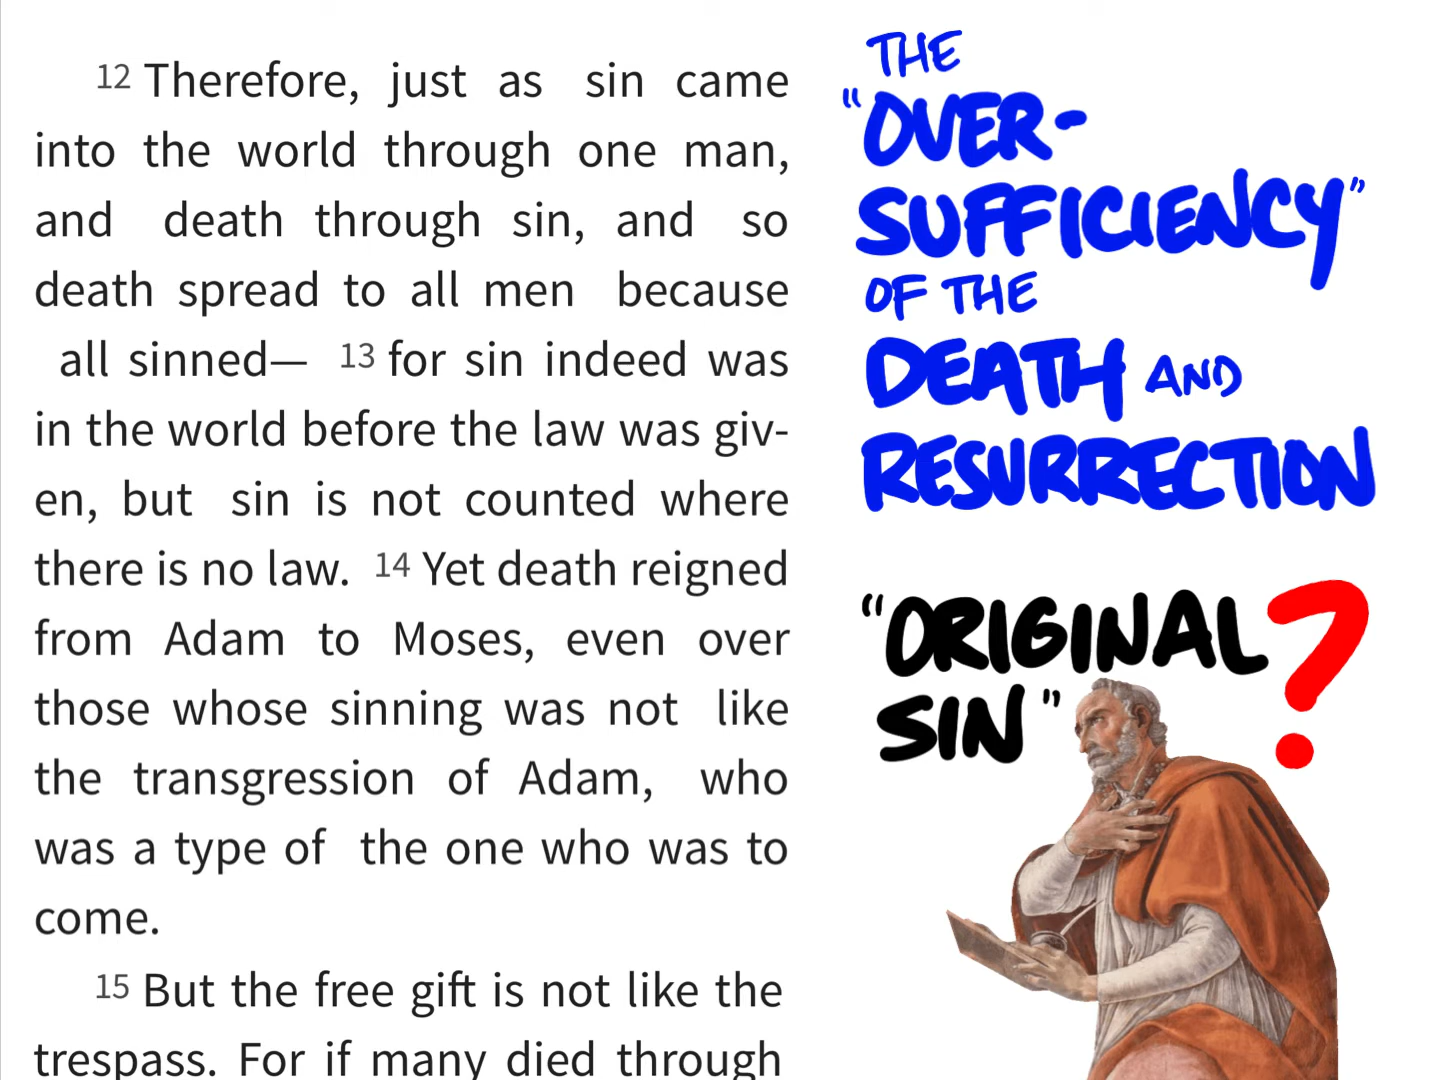 12 Therefore, just as sin came
into the world through one man,
and death through sin, and so
death spread to all men because
all sinned— 13 for sin indeed was
in the world before the law was giv-
en, but sin is not counted where
there is no law. 14 Yet death reigned
from Adam to Moses, even over
those whose sinning was not like
the transgression of Adam, who
was a type of the one who was to
come.
15 But the free gift is not like the
trespass. For if many died through
THE
"OVER-
SUFFICIENCY"
OF THE
DEATH AND
RESURRECTION
"ORIGINAL
SIN"?